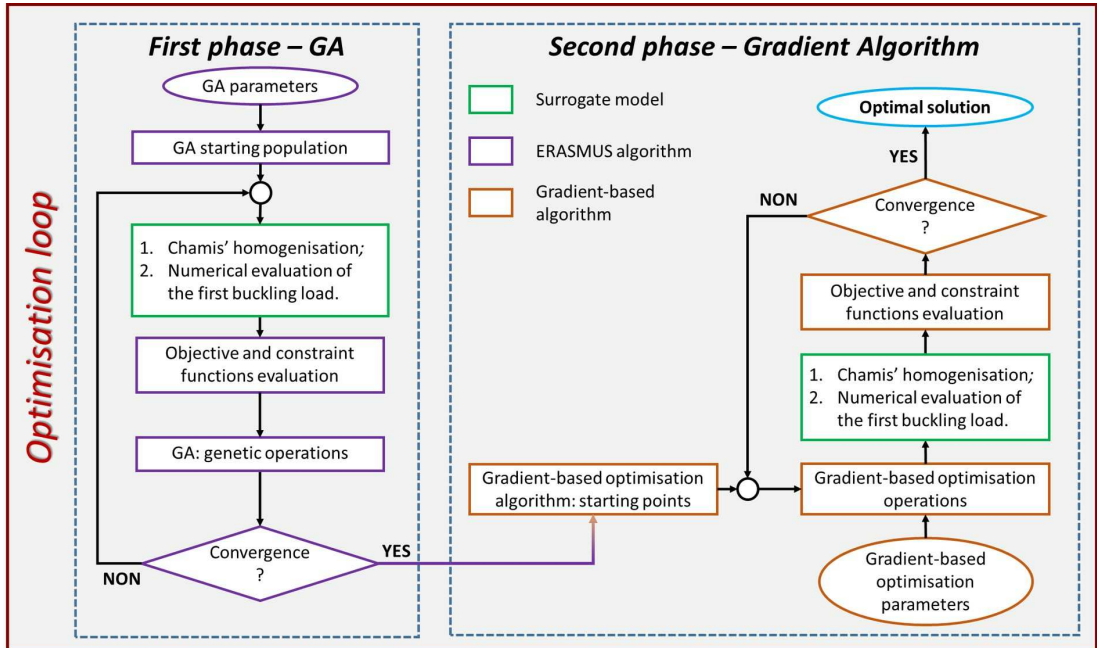 Optimisation loop
First phase – GA
GA parameters
GA starting population
1. Chamis' homogenisation;
2. Numerical evaluation of
the first buckling load.
Objective and constraint
functions evaluation
GA: genetic operations
Convergence
?
NON
YES
Second phase – Gradient Algorithm
Surrogate model
ERASMUS algorithm
Gradient-based
algorithm
Optimal solution
YES
NON
Convergence
?
Objective and constraint
functions evaluation
1. Chamis' homogenisation;
2. Numerical evaluation of
the first buckling load.
Gradient-based optimisation
algorithm: starting points
Gradient-based optimisation
operations
Gradient-based
optimisation
parameters